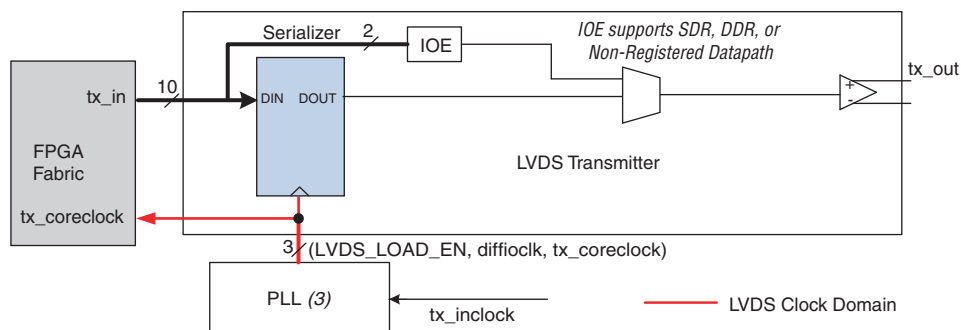 Serializer
2
IOE
IOE supports SDR, DDR, or
Non-Registered Datapath
tx_out
10
tx_in
DIN DOUT
+
-
FPGA
Fabric
LVDS Transmitter
tx_coreclock
3
(LVDS_LOAD_EN, diffioclk, tx_coreclock)
PLL (3)
tx_inclock
LVDS Clock Domain